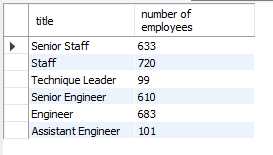 title number of employees
Senior Staff 633
Staff 720
Technique Leader 99
Senior Engineer 610
Engineer 683
Assistant Engineer 101